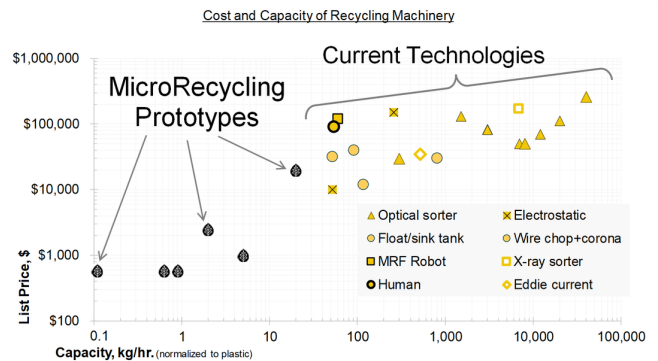 Cost and Capacity of Recycling Machinery
Current Technologies
MicroRecycling
Prototypes
$1,000,000
$100,000
$10,000
$1,000
$100
List Price, $
Optical sorter
Electrostatic
Float/sink tank
Wire chop+corona
MRF Robot
X-ray sorter
Human
Eddie current
0.1 1 10 100 1,000 10,000 100,000
Capacity, kg/hr. (normalized to plastic)